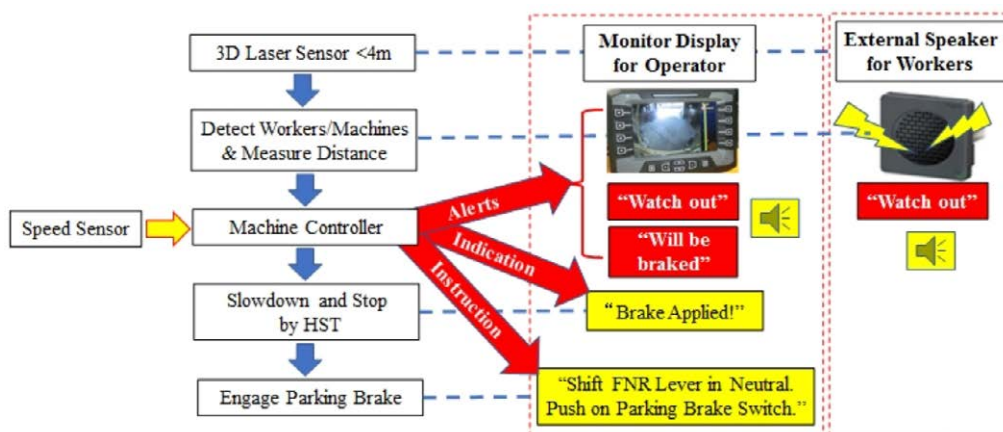 3D Laser Sensor <4m
Monitor Display
for Operator
External Speaker
for Workers
Detect Workers/Machines
& Measure Distance
Speed Sensor
Machine Controller
Alerts
Indication
Instruction
“Watch out”
“Will be
braked”
“Watch out”
Slowdown and Stop
by HST
“Brake Applied!”
Engage Parking Brake
“Shift FNR Lever in Neutral.
Push on Parking Brake Switch.”